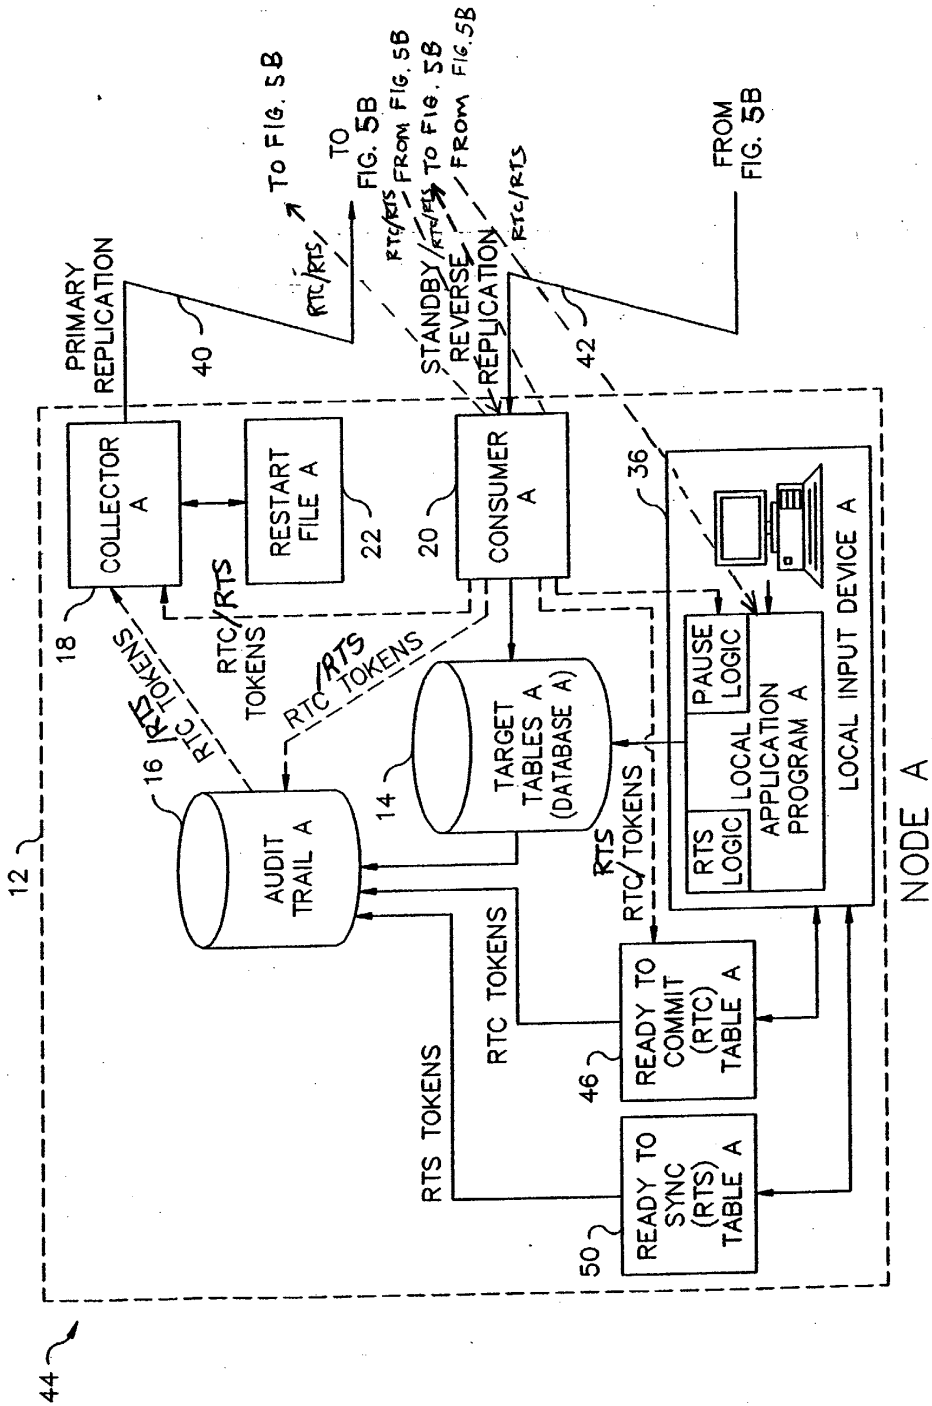 44
12
NODE A
18
COLLECTOR
A
PRIMARY
REPLICATION
40
RTC/RTS
TO FIG. 5B
TO
FIG. 5B
RESTART
FILE A
22
16
AUDIT
TRAIL A
RTC/RTS TOKENS
RTC/RTS
TOKENS
RTC/RTS TOKENS
20
CONSUMER
A
STANDBY/
REVERSE
REPLICATION
RTC/RTS
FROM FIG. 5B
RTC/RTS
TO FIG. 5B
FROM FIG. 5B
RTC/RTS
42
FROM
FIG. 5B
14
TARGET
TABLES A
(DATABASE A)
RTS TOKENS
RTC TOKENS
RTS
RTC/TOKENS
50
READY TO
SYNC
(RTS)
TABLE A
46
READY TO
COMMIT
(RTC)
TABLE A
36
RTS
LOGIC
PAUSE
LOGIC
LOCAL
APPLICATION
PROGRAM A
LOCAL INPUT DEVICE A